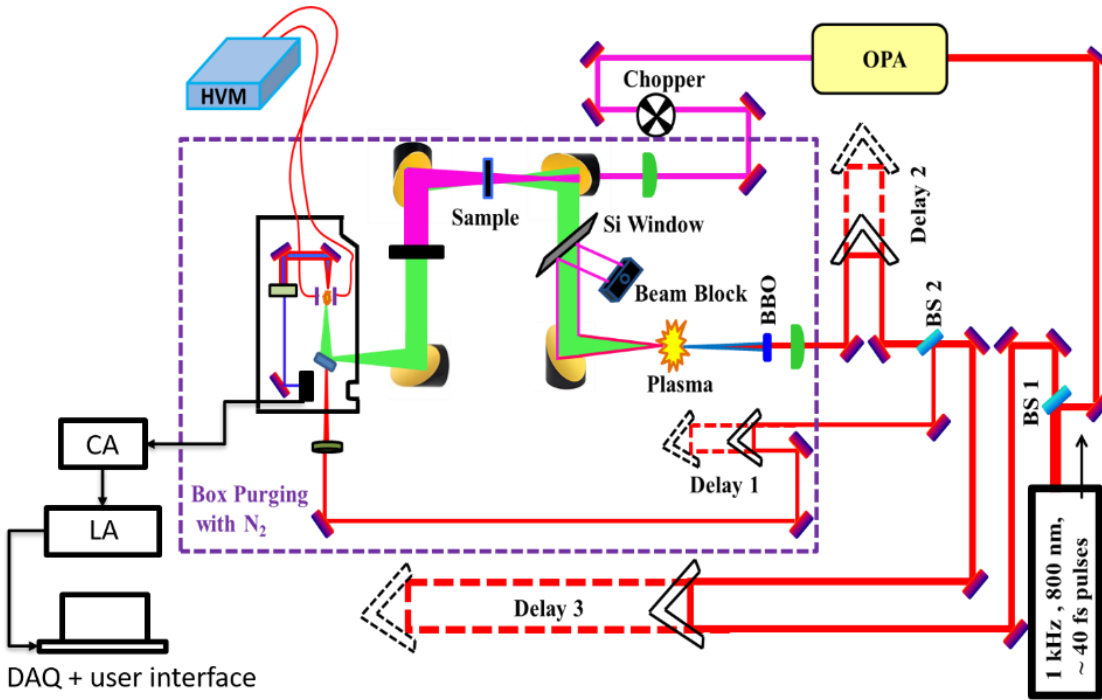 OPA
HVM
Chopper
Sample
Si Window
Delay 2
Beam Block
BBO
BS 2
Plasma
BS 1
CA
Delay 1
Box Purging
with N₂
LA
Delay 3
1 kHz , 800 nm,
~ 40 fs pulses
DAQ + user interface